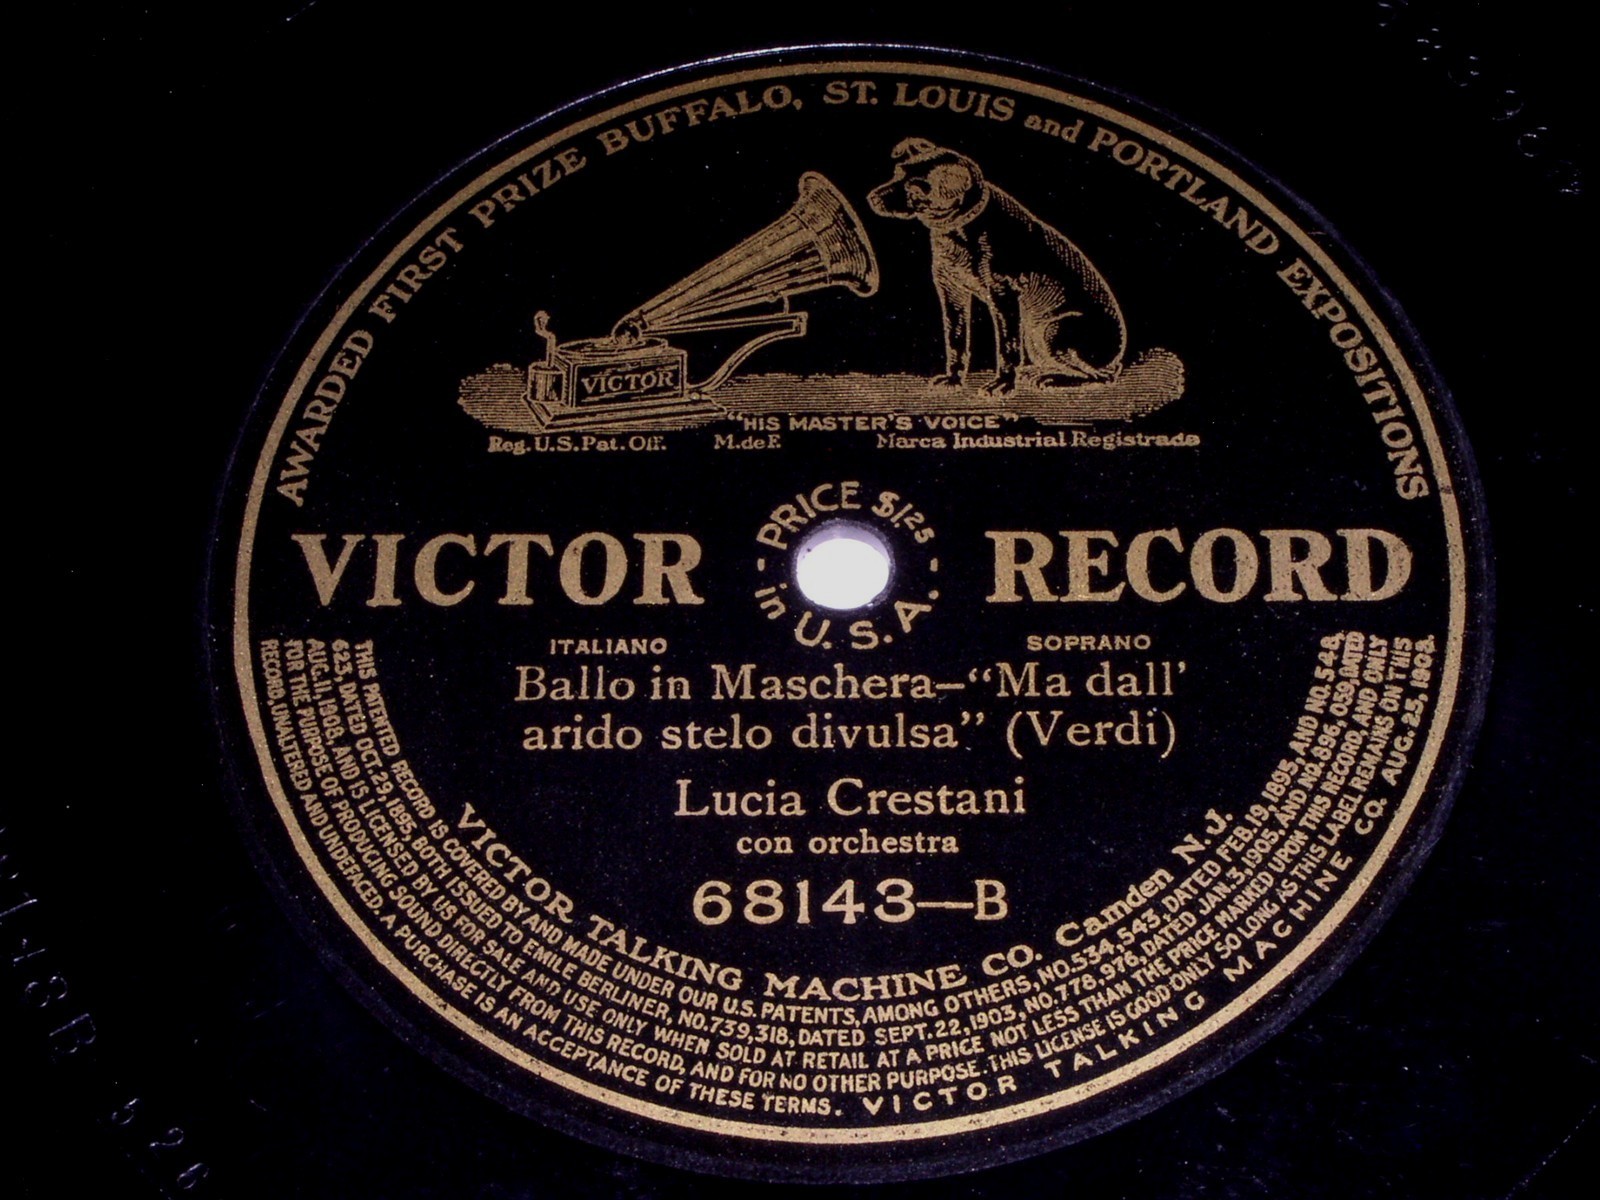 AWARDED FIRST PRIZE BUFFALO, ST. LOUIS and PORTLAND EXPOSITIONS
VICTOR
"HIS MASTER'S VOICE"
Reg. U.S. Pat. Off. M. de F. Marca Industrial Registrada
PRICE $1.25
in U.S.A.
VICTOR RECORD
ITALIANO SOPRANO
Ballo in Maschera—"Ma dall'
arido stelo divulsa" (Verdi)
Lucia Crestani
con orchestra
68143—B
VICTOR TALKING MACHINE CO. Camden N.J.
THIS PATENTED RECORD IS COVERED BY AND MADE UNDER OUR U.S. PATENTS, AMONG OTHERS, NO. 534,543, DATED FEB. 19, 1895, AND NO. 548,
623, DATED OCT. 29, 1895, BOTH ISSUED TO EMILE BERLINER, NO. 739,318, DATED SEPT. 22, 1903, NO. 778,976, DATED JAN. 3, 1905, AND NO. 896,059, DATED
AUG. 11, 1908, AND IS LICENSED BY US FOR SALE AND USE ONLY WHEN SOLD AT RETAIL AT A PRICE NOT LESS THAN THE PRICE MARKED UPON THIS RECORD, AND ONLY
FOR THE PURPOSE OF PRODUCING SOUND DIRECTLY FROM THIS RECORD, AND FOR NO OTHER PURPOSE. THIS LICENSE IS GOOD ONLY SO LONG AS THIS LABEL REMAINS ON THIS
RECORD, UNALTERED AND UNDEFACED. A PURCHASE IS AN ACCEPTANCE OF THESE TERMS. VICTOR TALKING MACHINE CO. AUG. 25, 1908.